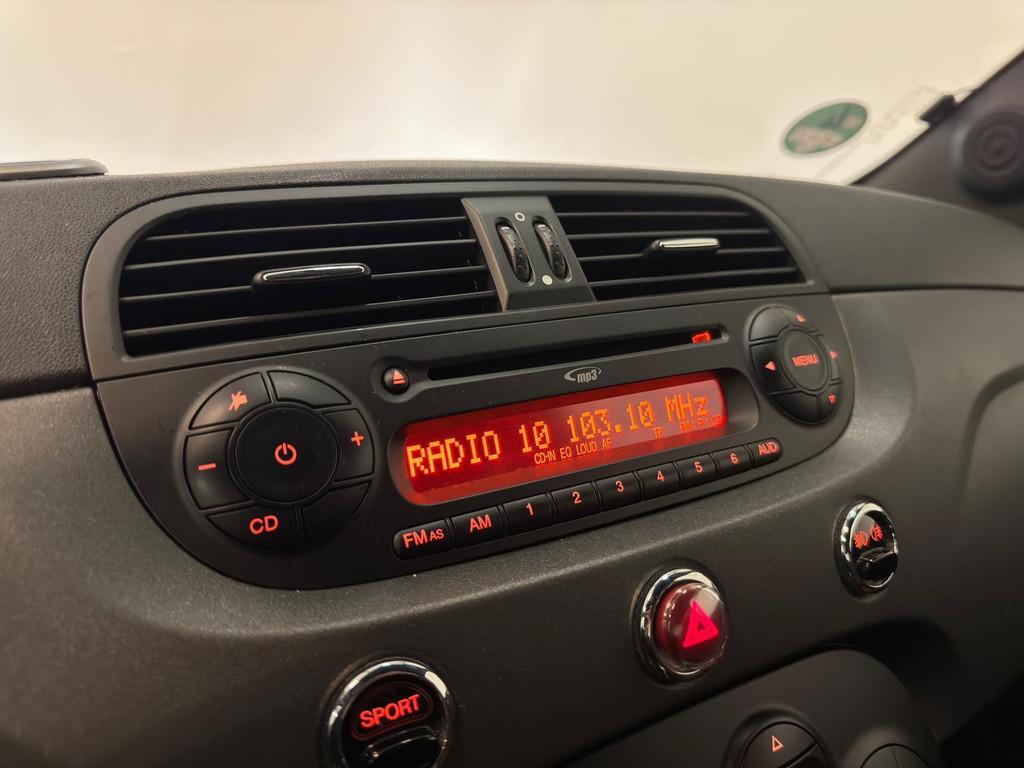 mp3
MENU
RADIO 10 103.10 MHz
CD-IN EQ LOUD AF TP
CD
FM AS AM 1 2 3 4 5 6 AUD
SPORT